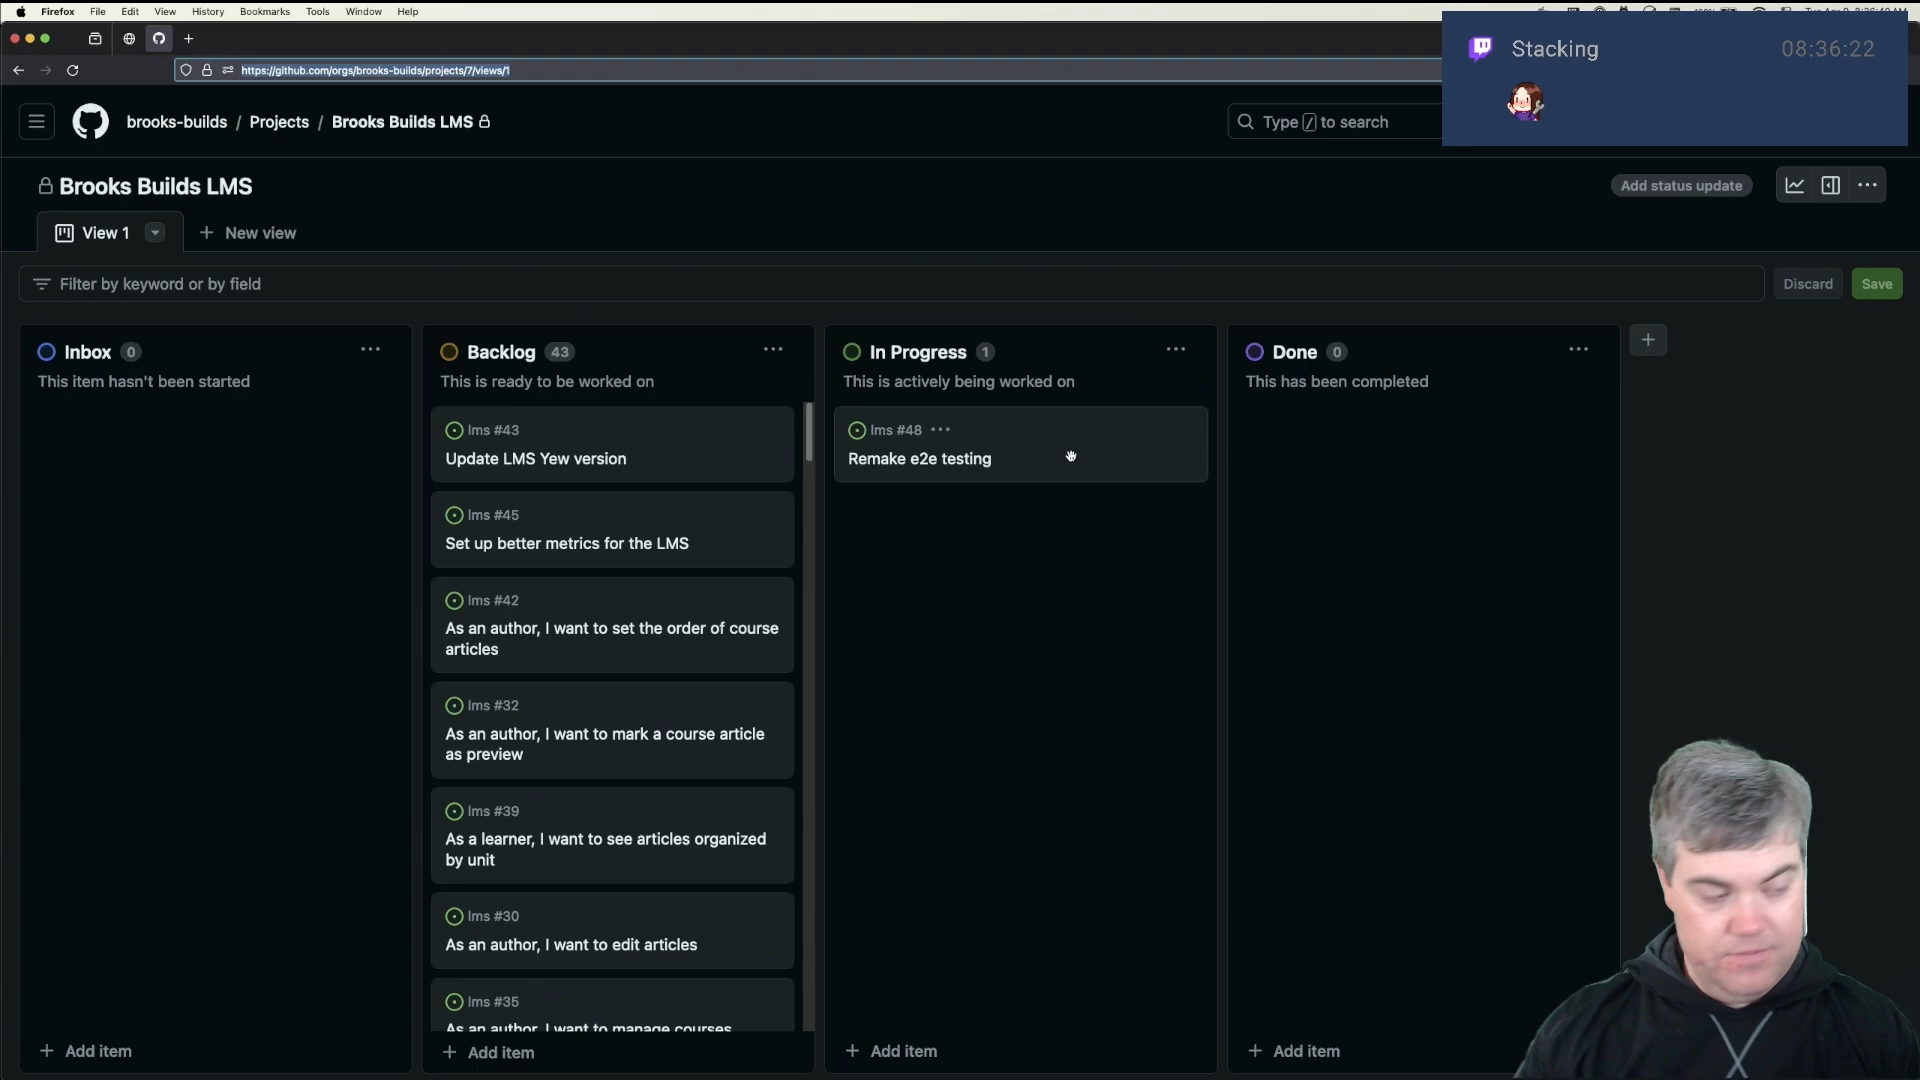 Firefox File Edit View History Bookmarks Tools Window Help
https://github.com/orgs/brooks-builds/projects/7/views/1
Stacking 08:36:22
brooks-builds / Projects / Brooks Builds LMS
Type / to search
Brooks Builds LMS
Add status update
View 1
New view
Filter by keyword or by field
Discard
Save
Inbox 0
This item hasn't been started
Add item
Backlog 43
This is ready to be worked on
lms #43
Update LMS Yew version
lms #45
Set up better metrics for the LMS
lms #42
As an author, I want to set the order of course
articles
lms #32
As an author, I want to mark a course article
as preview
lms #39
As a learner, I want to see articles organized
by unit
lms #30
As an author, I want to edit articles
lms #35
As an author, I want to manage courses
Add item
In Progress 1
This is actively being worked on
lms #48
Remake e2e testing
Add item
Done 0
This has been completed
Add item